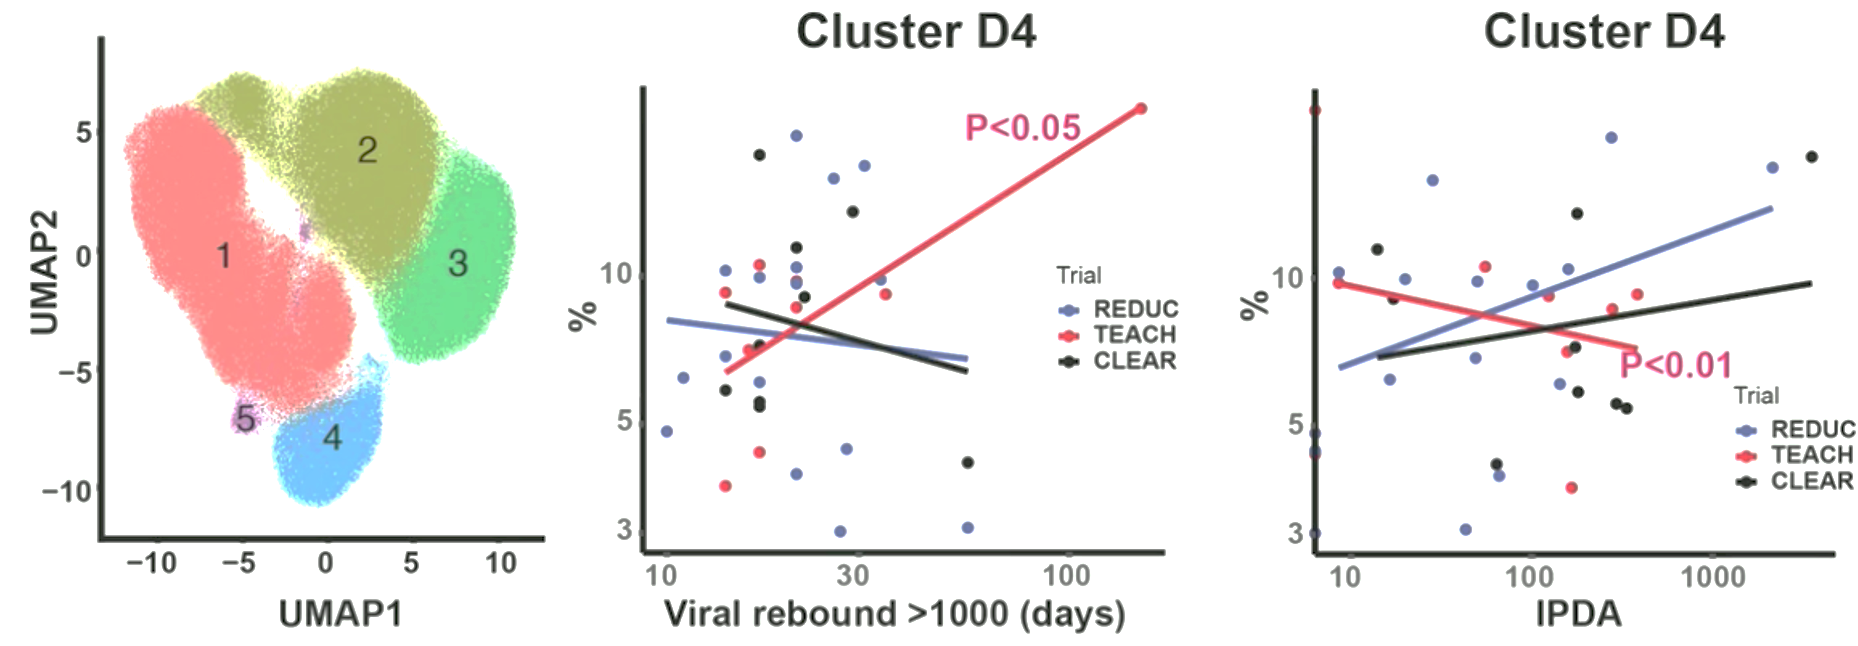 UMAP2
5
0
−5
−10
1
2
3
4
5
−10
−5
0
5
10
UMAP1
Cluster D4
%
10
5
3
P<0.05
Trial
REDUC
TEACH
CLEAR
10
30
100
Viral rebound >1000 (days)
Cluster D4
%
10
5
3
P<0.01
Trial
REDUC
TEACH
CLEAR
10
100
1000
IPDA